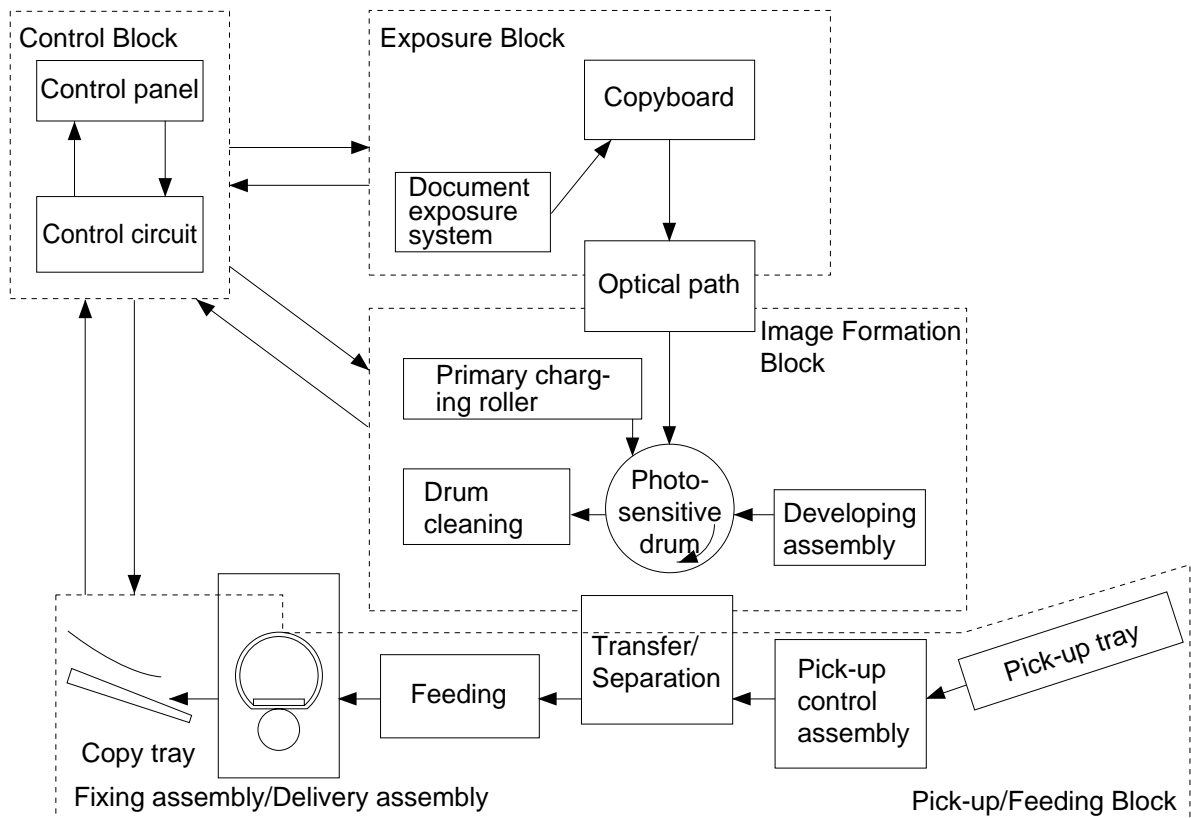 Control Block
Control panel
Control circuit
Exposure Block
Copyboard
Document
exposure
system
Optical path
Image Formation
Block
Primary charg-
ing roller
Drum
cleaning
Photo-
sensitive
drum
Developing
assembly
Transfer/
Separation
Feeding
Pick-up
control
assembly
Pick-up tray
Copy tray
Fixing assembly/Delivery assembly
Pick-up/Feeding Block